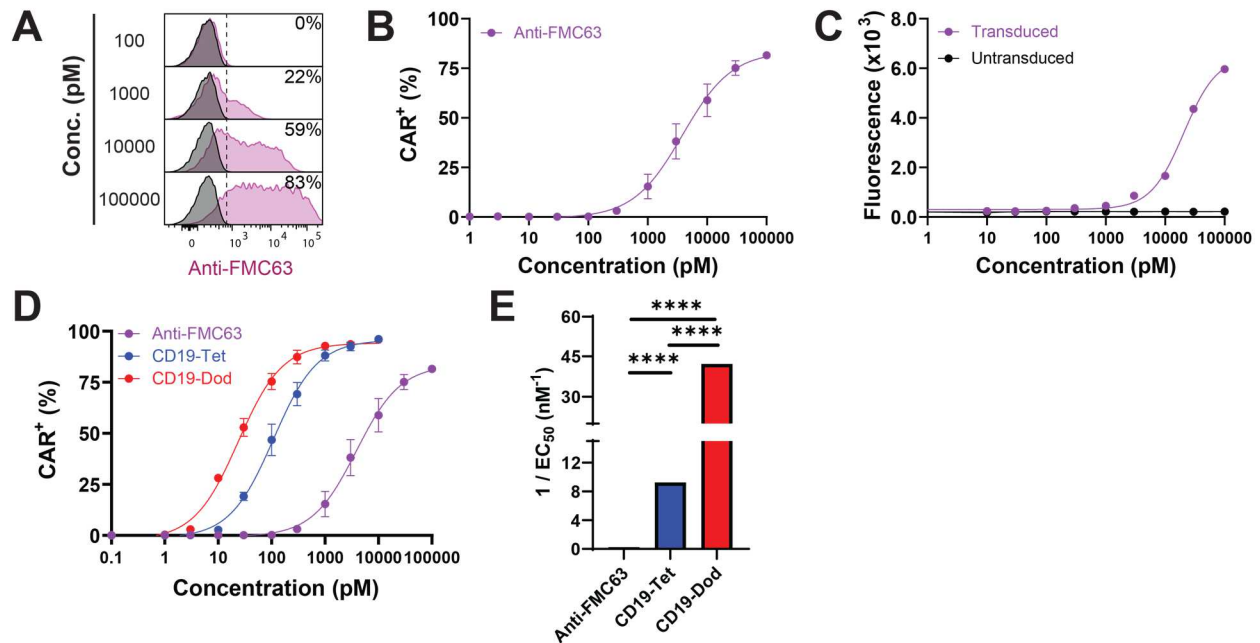 A
Conc. (pM)
100
1000
10000
100000
0%
22%
59%
83%
0 10³ 10⁴ 10⁵
Anti-FMC63
B
Anti-FMC63
CAR⁺ (%)
100
75
50
25
0
1 10 100 1000 10000 100000
Concentration (pM)
C
Transduced
Untransduced
Fluorescence (x10³)
8.0
6.0
4.0
2.0
0.0
1 10 100 1000 10000 100000
Concentration (pM)
D
Anti-FMC63
CD19-Tet
CD19-Dod
CAR⁺ (%)
100
75
50
25
0
0.1 1 10 100 1000 10000 100000
Concentration (pM)
E
1 / EC₅₀ (nM⁻¹)
60
45
30
12
8
4
0
****
**** ****
Anti-FMC63
CD19-Tet
CD19-Dod